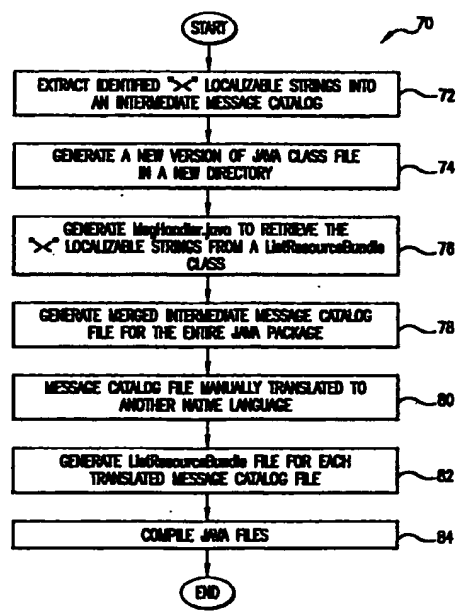 START
70
EXTRACT IDENTIFIED "><" LOCALIZABLE STRINGS INTO
AN INTERMEDIATE MESSAGE CATALOG
72
GENERATE A NEW VERSION OF JAVA CLASS FILE
IN A NEW DIRECTORY
74
GENERATE MsgHandler.java TO RETRIEVE THE
"><" LOCALIZABLE STRINGS FROM A ListResourceBundle
CLASS
76
GENERATE MERGED INTERMEDIATE MESSAGE CATALOG
FILE FOR THE ENTIRE JAVA PACKAGE
78
MESSAGE CATALOG FILE MANUALLY TRANSLATED TO
ANOTHER NATIVE LANGUAGE
80
GENERATE ListResourceBundle FILE FOR EACH
TRANSLATED MESSAGE CATALOG FILE
82
COMPILE JAVA FILES
84
END